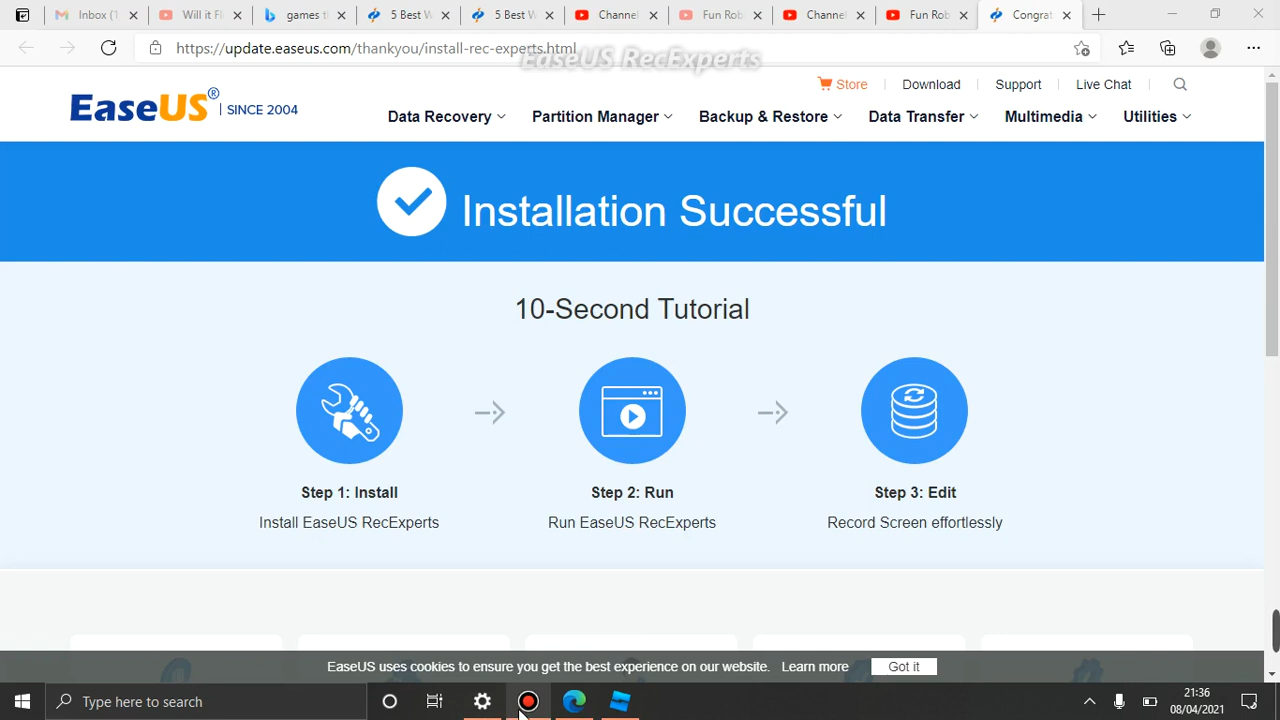 Inbox (1
Will it Fl
games t
5 Best W
5 Best W
Channel
Fun Rob
Channel
Fun Rob
Congrat
https://update.easeus.com/thankyou/install-rec-experts.html
EaseUS RecExperts
EaseUS® SINCE 2004
Store
Download
Support
Live Chat
Data Recovery
Partition Manager
Backup & Restore
Data Transfer
Multimedia
Utilities
Installation Successful
10-Second Tutorial
Step 1: Install
Step 2: Run
Step 3: Edit
Install EaseUS RecExperts
Run EaseUS RecExperts
Record Screen effortlessly
EaseUS uses cookies to ensure you get the best experience on our website. Learn more
Got it
Type here to search
21:36
08/04/2021